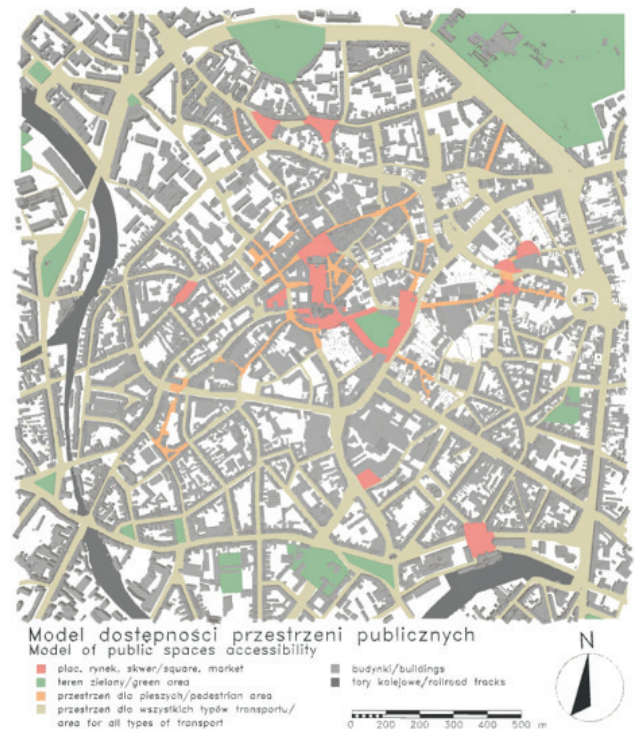 Model dostępności przestrzeni publicznych
Model of public spaces accessibility
plac, rynek, skwer/square, market
teren zielony/green area
przestrzeń dla pieszych/pedestrian area
przestrzeń dla wszystkich typów transportu/
area for all types of transport
budynki/buildings
tory kolejowe/railroad tracks
N
0 200 200 300 400 500 m